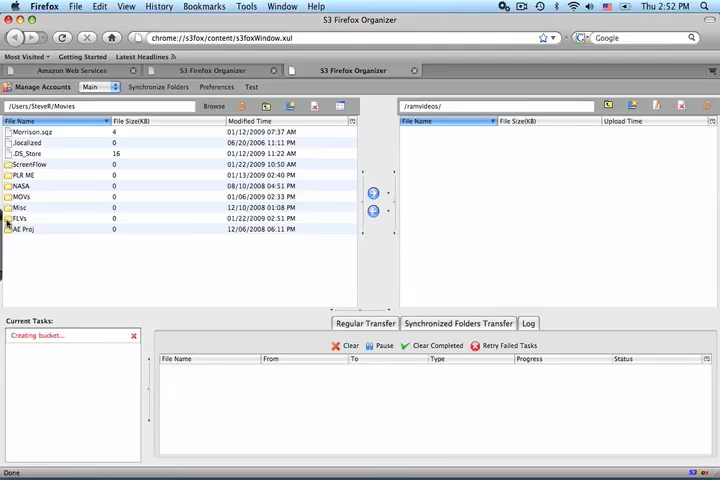 Firefox File Edit View History Bookmarks Tools Window Help Thu 2:52 PM
S3 Firefox Organizer
chrome://s3fox/content/s3foxWindow.xul Google
Most Visited Getting Started Latest Headlines
Amazon Web Services S3 Firefox Organizer S3 Firefox Organizer
Manage Accounts Main Synchronize Folders Preferences Test
/Users/SteveR/Movies Browse /ramvideos/
File Name File Size(KB) Modified Time File Name File Size(KB) Upload Time
Morrison.sqz 4 01/12/2009 07:37 AM
.localized 0 06/20/2006 11:11 PM
.DS_Store 16 01/12/2009 11:22 AM
ScreenFlow 0 01/22/2009 10:50 AM
PLR ME 0 01/13/2009 02:40 PM
NASA 0 08/10/2008 04:51 PM
MOVs 0 01/06/2009 02:33 PM
Misc 0 12/10/2008 01:08 PM
FLVs 0 01/22/2009 02:51 PM
AE Proj 0 12/06/2008 06:11 PM
Current Tasks: Regular Transfer Synchronized Folders Transfer Log
Creating bucket...
Clear Pause Clear Completed Retry Failed Tasks
File Name From To Type Progress Status
Done